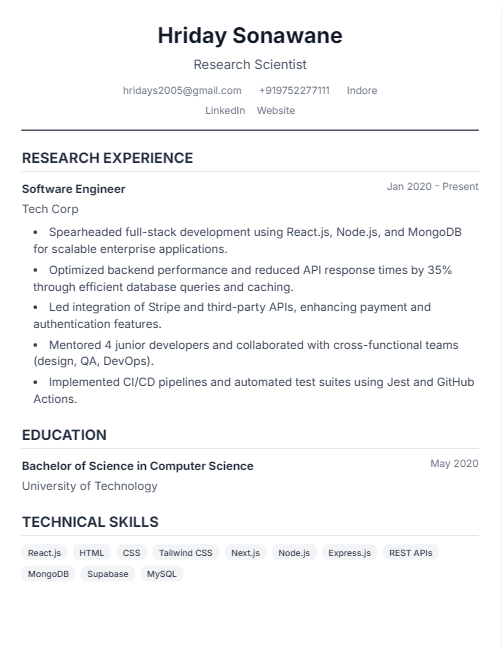 Hriday Sonawane
Research Scientist
hridays2005@gmail.com +919752277111 Indore
LinkedIn Website
RESEARCH EXPERIENCE
Software Engineer Jan 2020 - Present
Tech Corp
• Spearheaded full-stack development using React.js, Node.js, and MongoDB
for scalable enterprise applications.
• Optimized backend performance and reduced API response times by 35%
through efficient database queries and caching.
• Led integration of Stripe and third-party APIs, enhancing payment and
authentication features.
• Mentored 4 junior developers and collaborated with cross-functional teams
(design, QA, DevOps).
• Implemented CI/CD pipelines and automated test suites using Jest and GitHub
Actions.
EDUCATION
Bachelor of Science in Computer Science May 2020
University of Technology
TECHNICAL SKILLS
React.js HTML CSS Tailwind CSS Next.js Node.js Express.js REST APIs
MongoDB Supabase MySQL